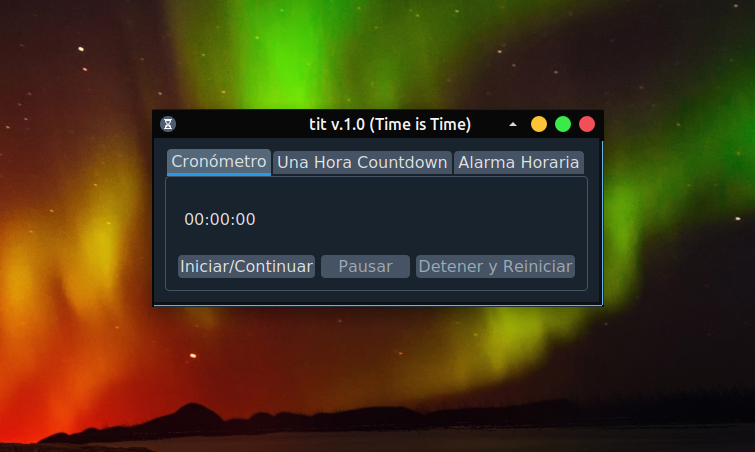 tit v.1.0 (Time is Time)
Cronómetro Una Hora Countdown Alarma Horaria
00:00:00
Iniciar/Continuar Pausar Detener y Reiniciar